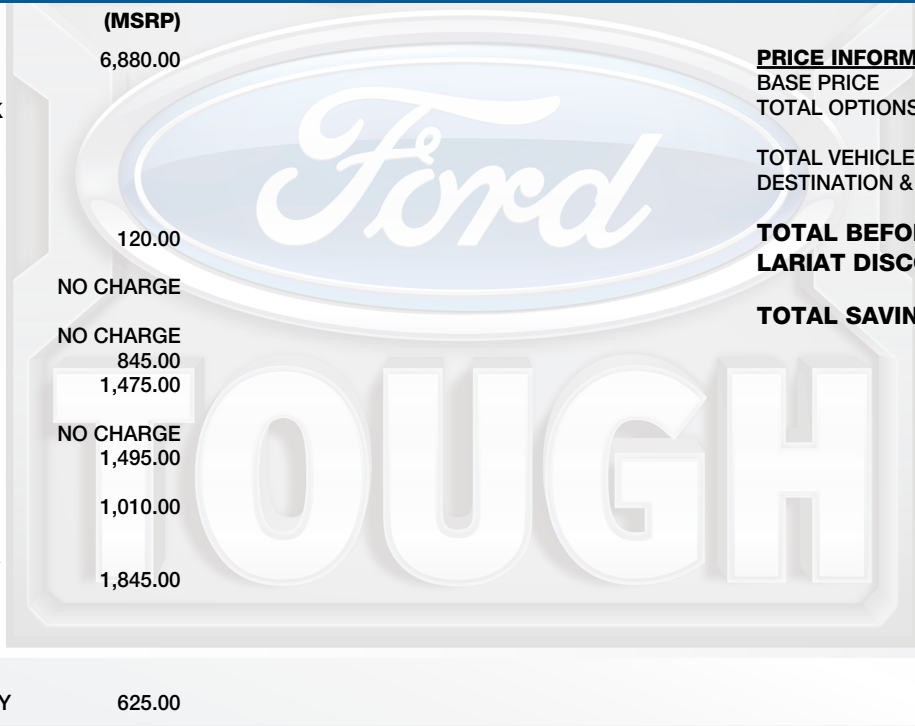 (MSRP)
6,880.00
K
120.00
NO CHARGE
NO CHARGE
845.00
1,475.00
NO CHARGE
1,495.00
1,010.00
1,845.00
Y 625.00
PRICE INFORM
BASE PRICE
TOTAL OPTIONS
TOTAL VEHICLE
DESTINATION &
TOTAL BEFO
LARIAT DISCO
TOTAL SAVIN
Ford
TOUGH